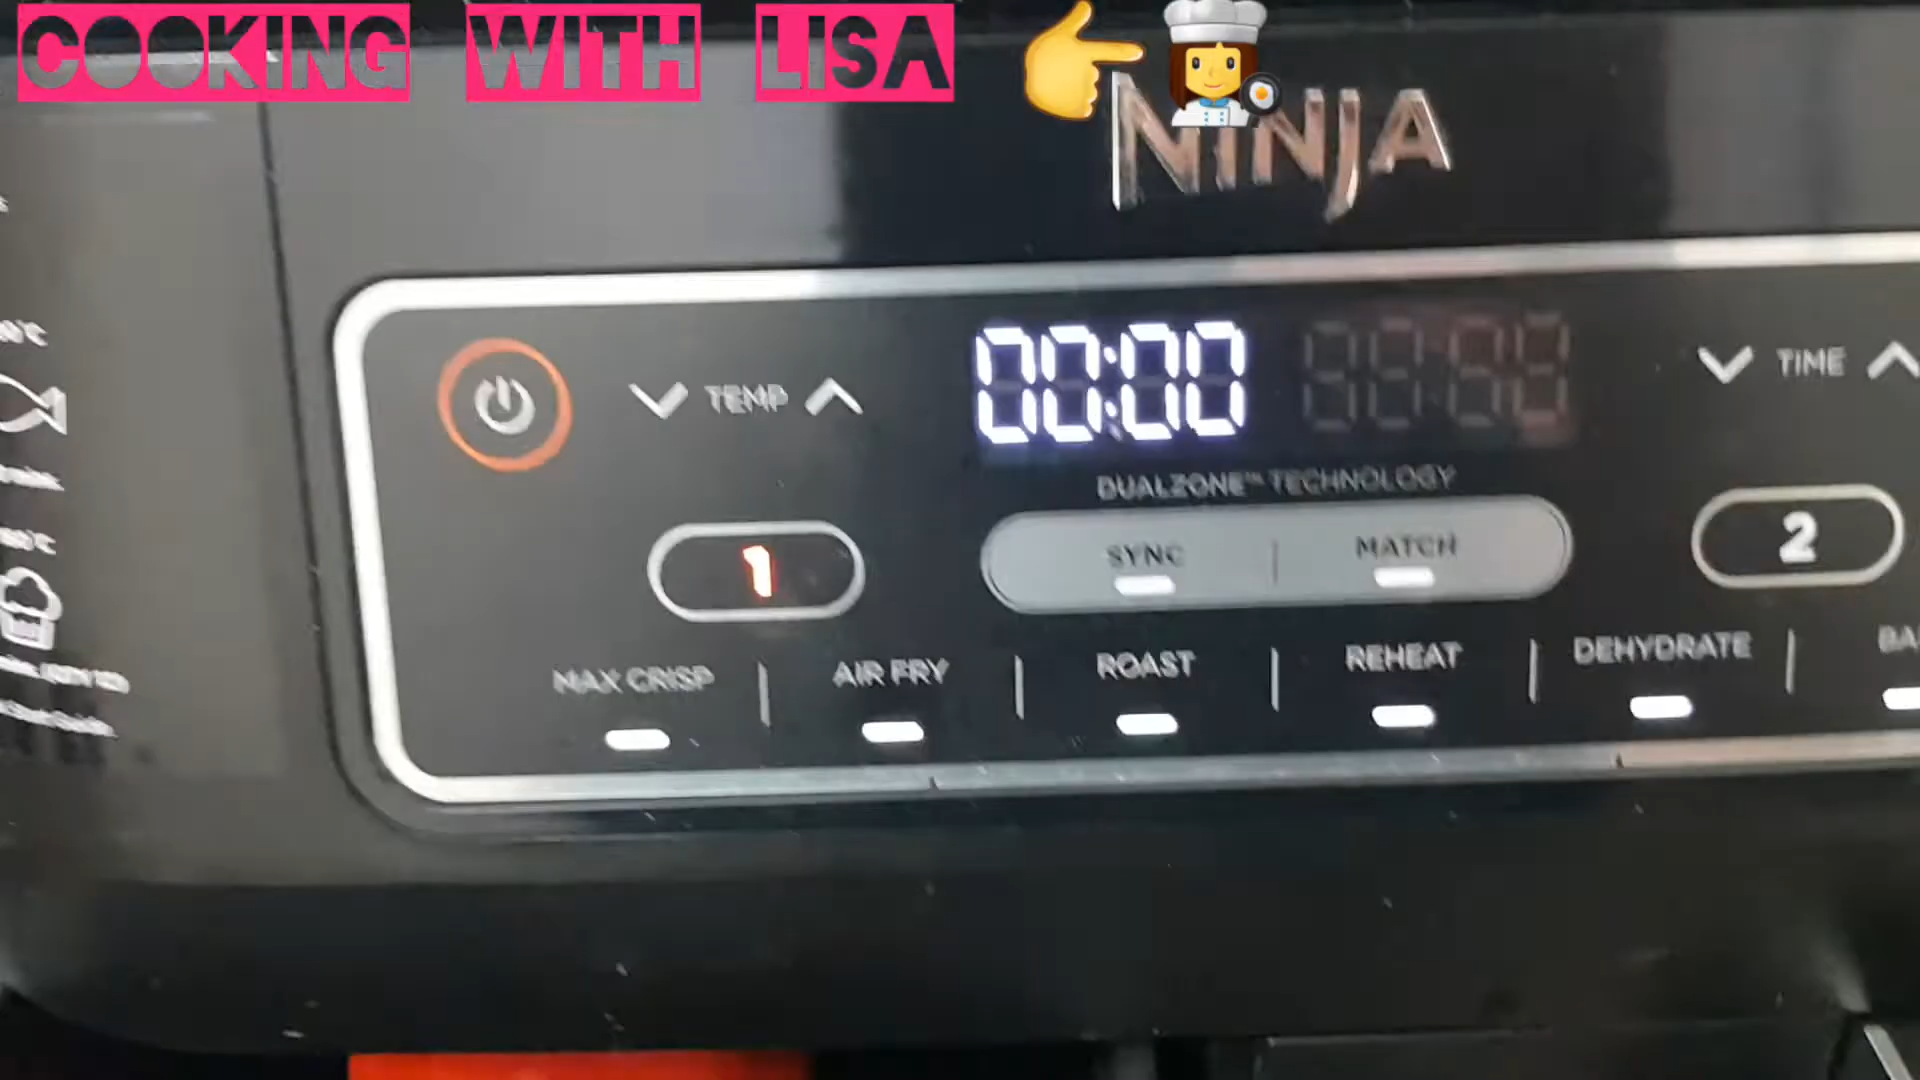 COOKING WITH LISA
NINJA
TEMP
00:00
TIME
DUALZONE™ TECHNOLOGY
1
SYNC
MATCH
2
MAX CRISP
AIR FRY
ROAST
REHEAT
DEHYDRATE